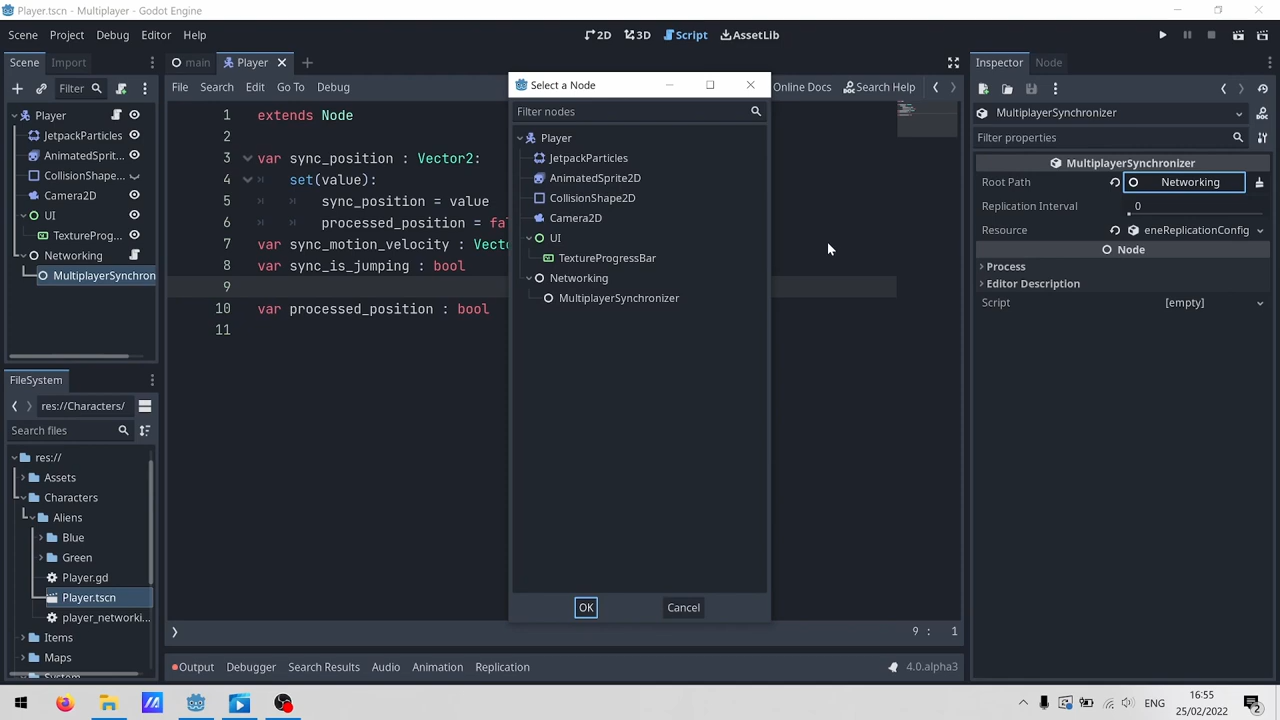 Player.tscn - Multiplayer - Godot Engine
Scene Project Debug Editor Help
2D 3D Script AssetLib
Scene Import
Filter
Player
JetpackParticles
AnimatedSprit...
CollisionShape...
Camera2D
UI
TextureProg...
Networking
MultiplayerSynchron
FileSystem
res://Characters/
Search files
res://
Assets
Characters
Aliens
Blue
Green
Player.gd
Player.tscn
player_networki...
Items
Maps
main Player
File Search Edit Go To Debug Online Docs Search Help
1 extends Node
2
3 var sync_position : Vector2:
4 set(value):
5 sync_position = value
6 processed_position = fal
7 var sync_motion_velocity : Vecto
8 var sync_is_jumping : bool
9
10 var processed_position : bool
11
9 : 1
Output Debugger Search Results Audio Animation Replication 4.0.alpha3
Select a Node
Filter nodes
Player
JetpackParticles
AnimatedSprite2D
CollisionShape2D
Camera2D
UI
TextureProgressBar
Networking
MultiplayerSynchronizer
OK Cancel
Inspector Node
MultiplayerSynchronizer
Filter properties
MultiplayerSynchronizer
Root Path Networking
Replication Interval 0
Resource eneReplicationConfig
Node
Process
Editor Description
Script [empty]
ENG
16:55
25/02/2022
2